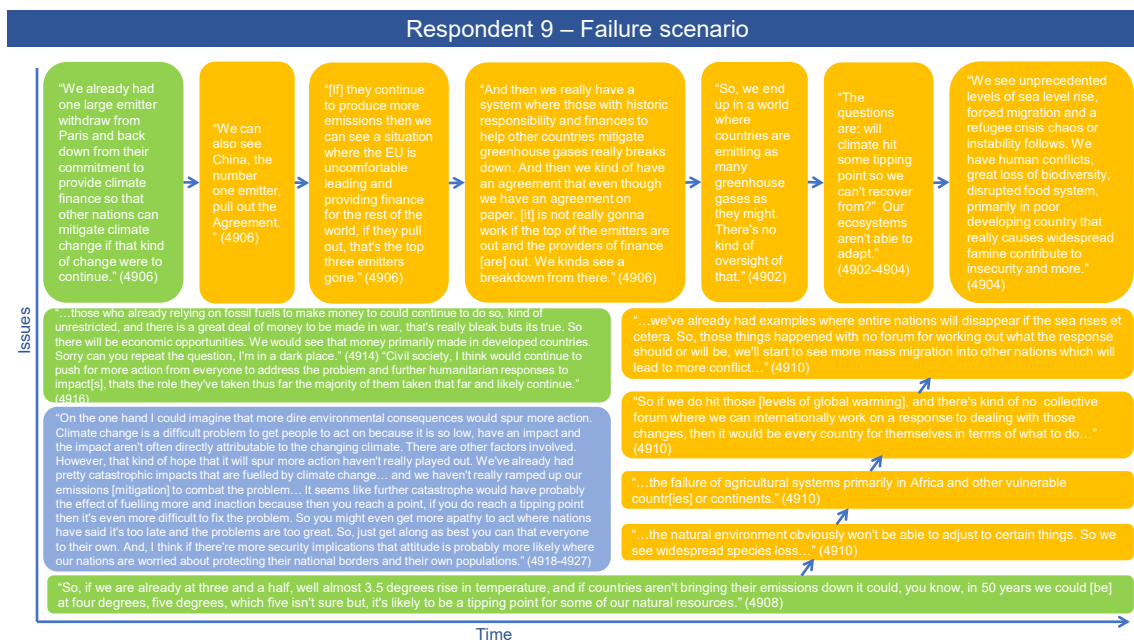 Respondent 9 – Failure scenario
“We already had
one large emitter
withdraw from
Paris and back
down from their
commitment to
provide climate
finance so that
other nations can
mitigate climate
change if that kind
of change were to
continue.” (4906)
“We can
also see
China, the
number
one emitter,
pull out the
Agreement.
” (4906)
“[If] they continue
to produce more
emissions then we
can see a situation
where the EU is
uncomfortable
leading and
providing finance
for the rest of the
world, if they pull
out, that's the top
three emitters
gone.” (4906)
“And then we really have a
system where those with historic
responsibility and finances to
help other countries mitigate
greenhouse gases really breaks
down. And then we kind of have
an agreement that even though
we have an agreement on
paper, [it] is not really gonna
work if the top of the emitters are
out and the providers of finance
[are] out. We kinda see a
breakdown from there.” (4906)
“So, we end
up in a world
where
countries are
emitting as
many
greenhouse
gases as
they might.
There's no
kind of
oversight of
that.” (4902)
“The
questions
are: will
climate hit
some tipping
point so we
can't recover
from?”  Our
ecosystems
aren't able to
adapt.”
(4902-4904)
“We see unprecedented
levels of sea level rise,
forced migration and a
refugee crisis chaos or
instability follows. We
have human conflicts,
great loss of biodiversity,
disrupted food system,
primarily in poor
developing country that
really causes widespread
famine contribute to
insecurity and more.”
(4904)
Issues
“…those who already relying on fossil fuels to make money to could continue to do so, kind of
unrestricted, and there is a great deal of money to be made in war, that's really bleak buts its true. So
there will be economic opportunities. We would see that money primarily made in developed countries.
Sorry can you repeat the question, I'm in a dark place.” (4914) “Civil society, I think would continue to
push for more action from everyone to address the problem and further humanitarian responses to
impact[s], thats the role they've taken thus far the majority of them taken that far and likely continue.”
(4916)
“On the one hand I could imagine that more dire environmental consequences would spur more action.
Climate change is a difficult problem to get people to act on because it is so low, have an impact and
the impact aren't often directly attributable to the changing climate. There are other factors involved.
However, that kind of hope that it will spur more action haven't really played out. We've already had
pretty catastrophic impacts that are fuelled by climate change… and we haven't really ramped up our
emissions [mitigation] to combat the problem… It seems like further catastrophe would have probably
the effect of fuelling more and inaction because then you reach a point, if you do reach a tipping point
then it's even more difficult to fix the problem. So you might even get more apathy to act where nations
have said it's too late and the problems are too great. So, just get along as best you can that everyone
to their own. And, I think if there're more security implications that attitude is probably more likely where
our nations are worried about protecting their national borders and their own populations.” (4918-4927)
“…we've already had examples where entire nations will disappear if the sea rises et
cetera. So, those things happened with no forum for working out what the response
should or will be, we'll start to see more mass migration into other nations which will
lead to more conflict…” (4910)
“So if we do hit those [levels of global warming], and there's kind of no  collective
forum where we can internationally work on a response to dealing with those
changes, then it would be every country for themselves in terms of what to do…”
(4910)
“…the failure of agricultural systems primarily in Africa and other vulnerable
countr[ies] or continents.” (4910)
“…the natural environment obviously won't be able to adjust to certain things. So we
see widespread species loss…” (4910)
“So, if we are already at three and a half, well almost 3.5 degrees rise in temperature, and if countries aren't bringing their emissions down it could, you know, in 50 years we could [be]
at four degrees, five degrees, which five isn't sure but, it's likely to be a tipping point for some of our natural resources.” (4908)
Time